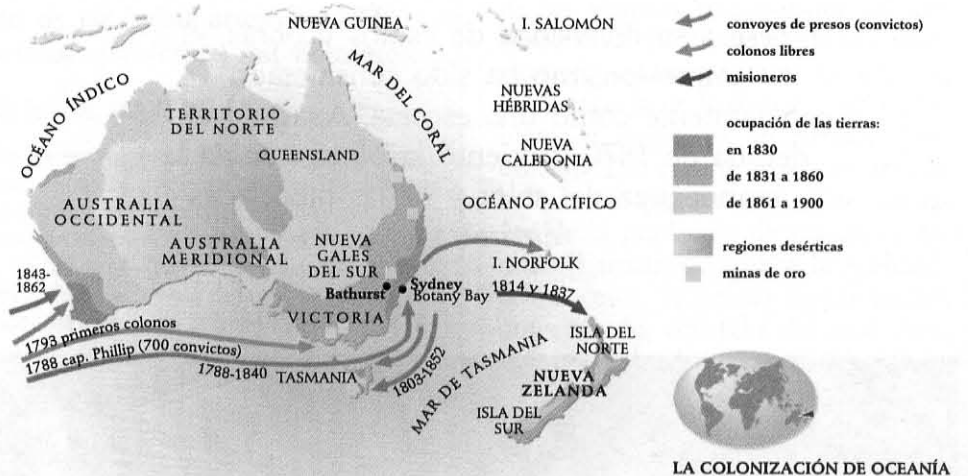 NUEVA GUINEA
I. SALOMÓN
MAR DEL CORAL
OCÉANO ÍNDICO
NUEVAS
HÉBRIDAS
TERRITORIO
DEL NORTE
QUEENSLAND
NUEVA
CALEDONIA
AUSTRALIA
OCCIDENTAL
OCÉANO PACÍFICO
AUSTRALIA
MERIDIONAL
NUEVA
GALES
DEL SUR
I. NORFOLK
1843-
1862
Bathurst
Sydney
Botany Bay
1814 y 1837
VICTORIA
1793 primeros colonos
1788 cap. Phillip (700 convictos)
1788-1840
TASMANIA
1803-1852
MAR DE TASMANIA
ISLA DEL
NORTE
NUEVA
ZELANDA
ISLA DEL
SUR
convoyes de presos (convictos)
colonos libres
misioneros
ocupación de las tierras:
en 1830
de 1831 a 1860
de 1861 a 1900
regiones desérticas
minas de oro
LA COLONIZACIÓN DE OCEANÍA